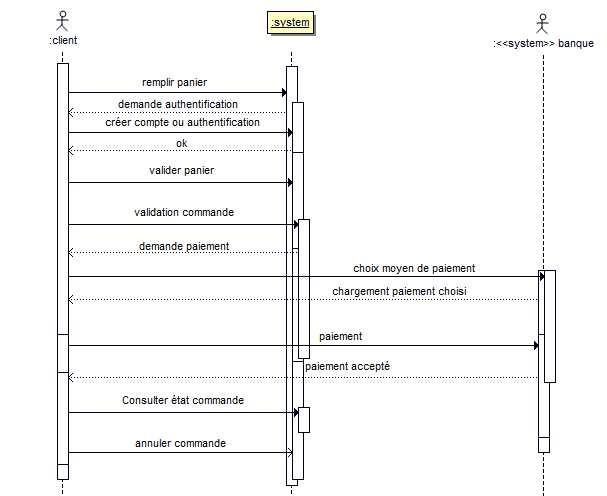 :client
:system
:<<system>> banque
remplir panier
demande authentification
créer compte ou authentification
ok
valider panier
validation commande
demande paiement
choix moyen de paiement
chargement paiement choisi
paiement
paiement accepté
Consulter état commande
annuler commande